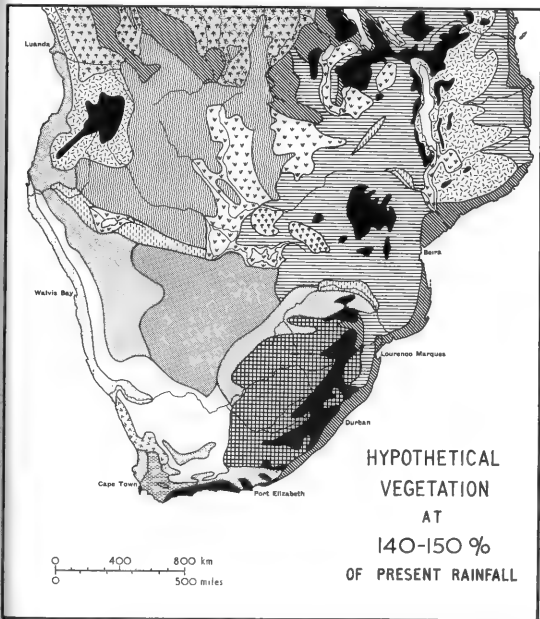 Luanda
Beira
Walvis Bay
Lourenco Marques
Durban
Cape Town
Port Elizabeth
HYPOTHETICAL
VEGETATION
AT
140-150 %
OF PRESENT RAINFALL
0 400 800 km
0 500 miles